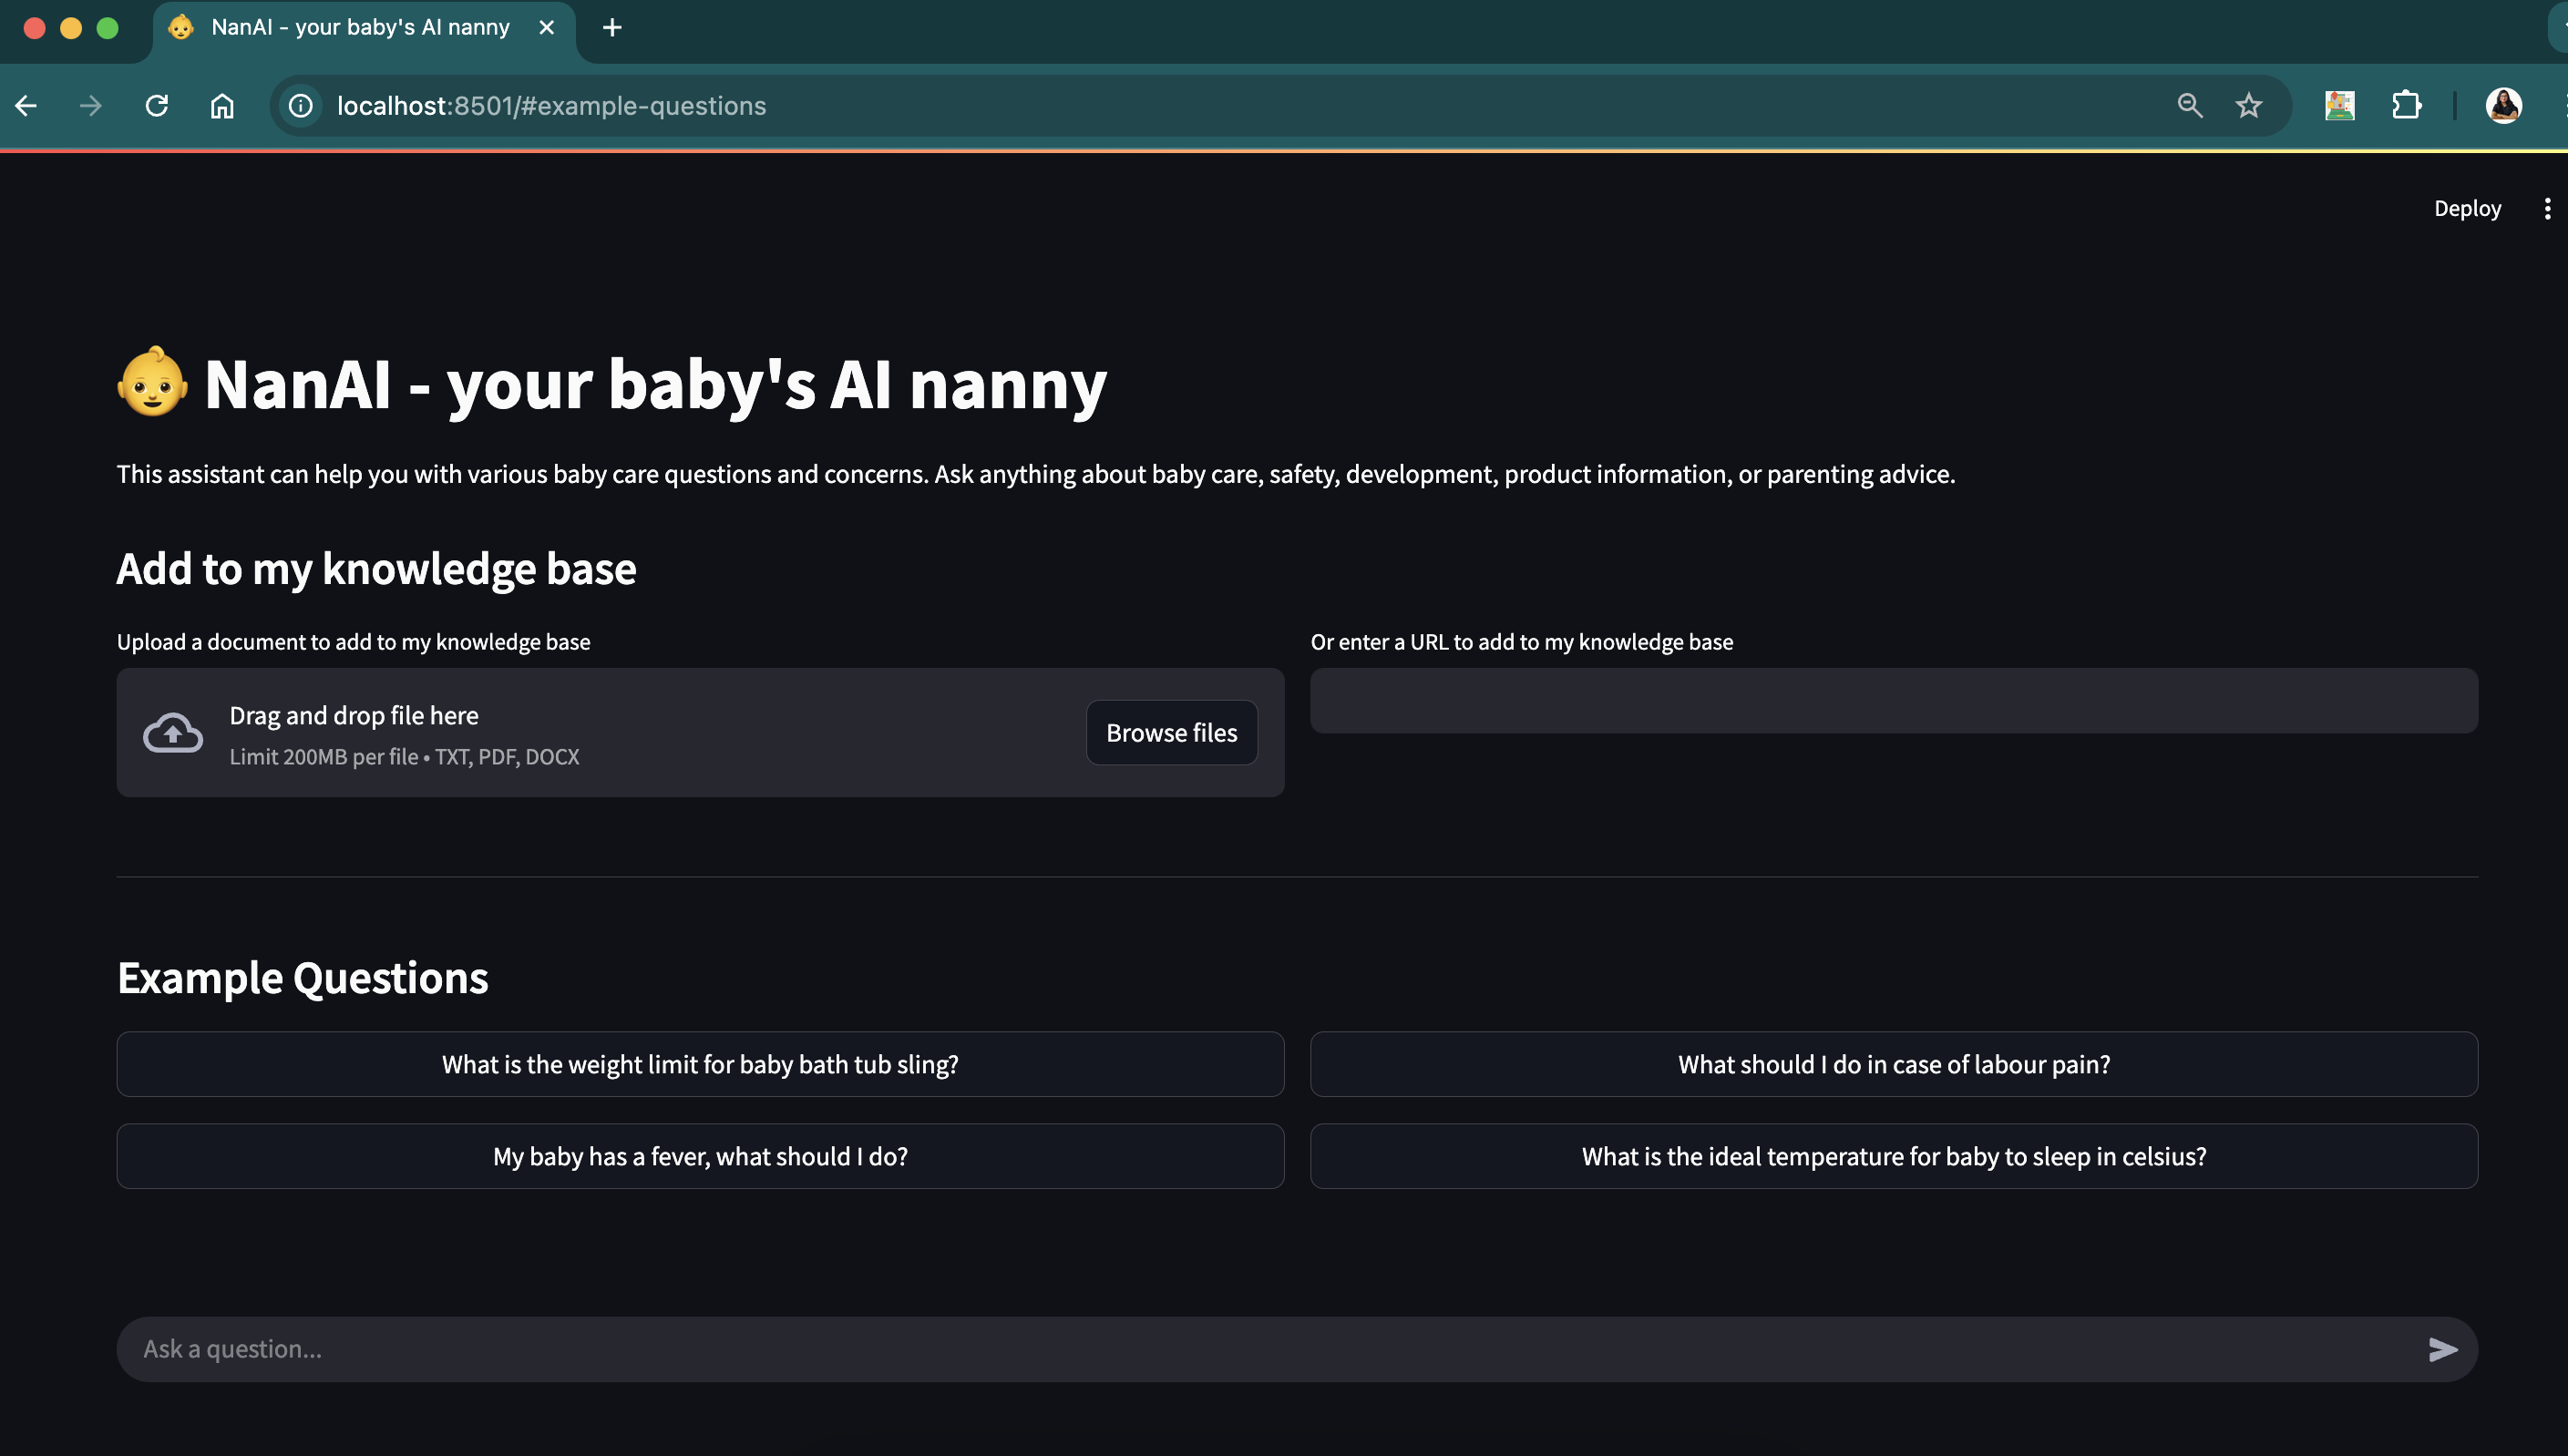 NanAI - your baby's AI nanny
localhost:8501/#example-questions
Deploy
NanAI - your baby's AI nanny
This assistant can help you with various baby care questions and concerns. Ask anything about baby care, safety, development, product information, or parenting advice.
Add to my knowledge base
Upload a document to add to my knowledge base
Drag and drop file here
Limit 200MB per file • TXT, PDF, DOCX
Browse files
Or enter a URL to add to my knowledge base
Example Questions
What is the weight limit for baby bath tub sling?
What should I do in case of labour pain?
My baby has a fever, what should I do?
What is the ideal temperature for baby to sleep in celsius?
Ask a question...